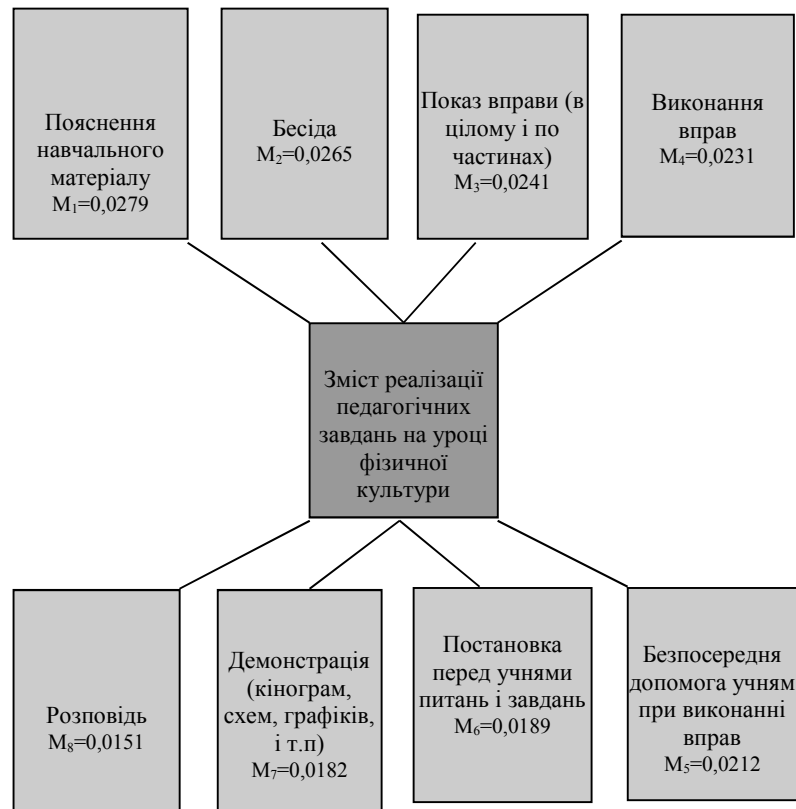 Пояснення
навчального
матеріалу
M₁=0,0279
Бесіда
M₂=0,0265
Показ вправи (в
цілому і по
частинах)
M₃=0,0241
Виконання
вправ
M₄=0,0231
Зміст реалізації
педагогічних
завдань на уроці
фізичної
культури
Розповідь
M₈=0,0151
Демонстрація
(кінограм,
схем, графіків,
і т.п)
M₇=0,0182
Постановка
перед учнями
питань і завдань
M₆=0,0189
Безпосередня
допомога учням
при виконанні
вправ
M₅=0,0212